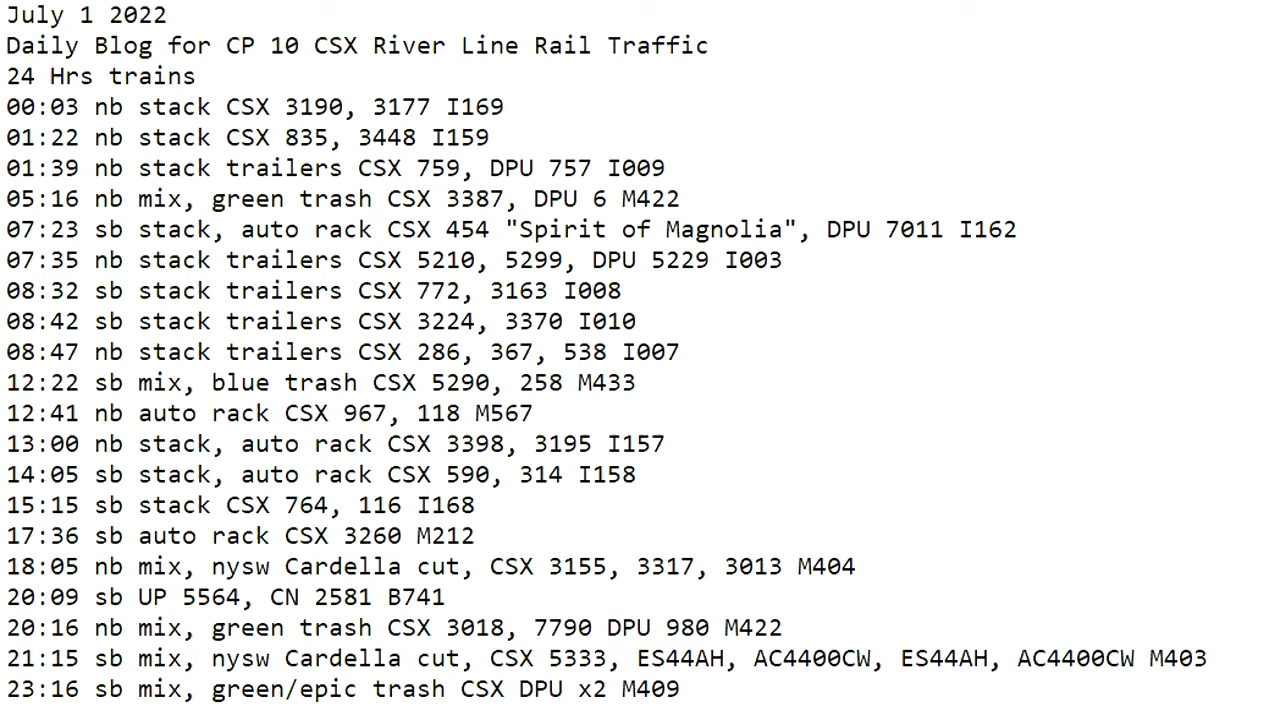 July 1 2022
Daily Blog for CP 10 CSX River Line Rail Traffic
24 Hrs trains
00:03 nb stack CSX 3190, 3177 I169
01:22 nb stack CSX 835, 3448 I159
01:39 nb stack trailers CSX 759, DPU 757 I009
05:16 nb mix, green trash CSX 3387, DPU 6 M422
07:23 sb stack, auto rack CSX 454 "Spirit of Magnolia", DPU 7011 I162
07:35 nb stack trailers CSX 5210, 5299, DPU 5229 I003
08:32 sb stack trailers CSX 772, 3163 I008
08:42 sb stack trailers CSX 3224, 3370 I010
08:47 nb stack trailers CSX 286, 367, 538 I007
12:22 sb mix, blue trash CSX 5290, 258 M433
12:41 nb auto rack CSX 967, 118 M567
13:00 nb stack, auto rack CSX 3398, 3195 I157
14:05 sb stack, auto rack CSX 590, 314 I158
15:15 sb stack CSX 764, 116 I168
17:36 sb auto rack CSX 3260 M212
18:05 nb mix, nysw Cardella cut, CSX 3155, 3317, 3013 M404
20:09 sb UP 5564, CN 2581 B741
20:16 nb mix, green trash CSX 3018, 7790 DPU 980 M422
21:15 sb mix, nysw Cardella cut, CSX 5333, ES44AH, AC4400CW, ES44AH, AC4400CW M403
23:16 sb mix, green/epic trash CSX DPU x2 M409